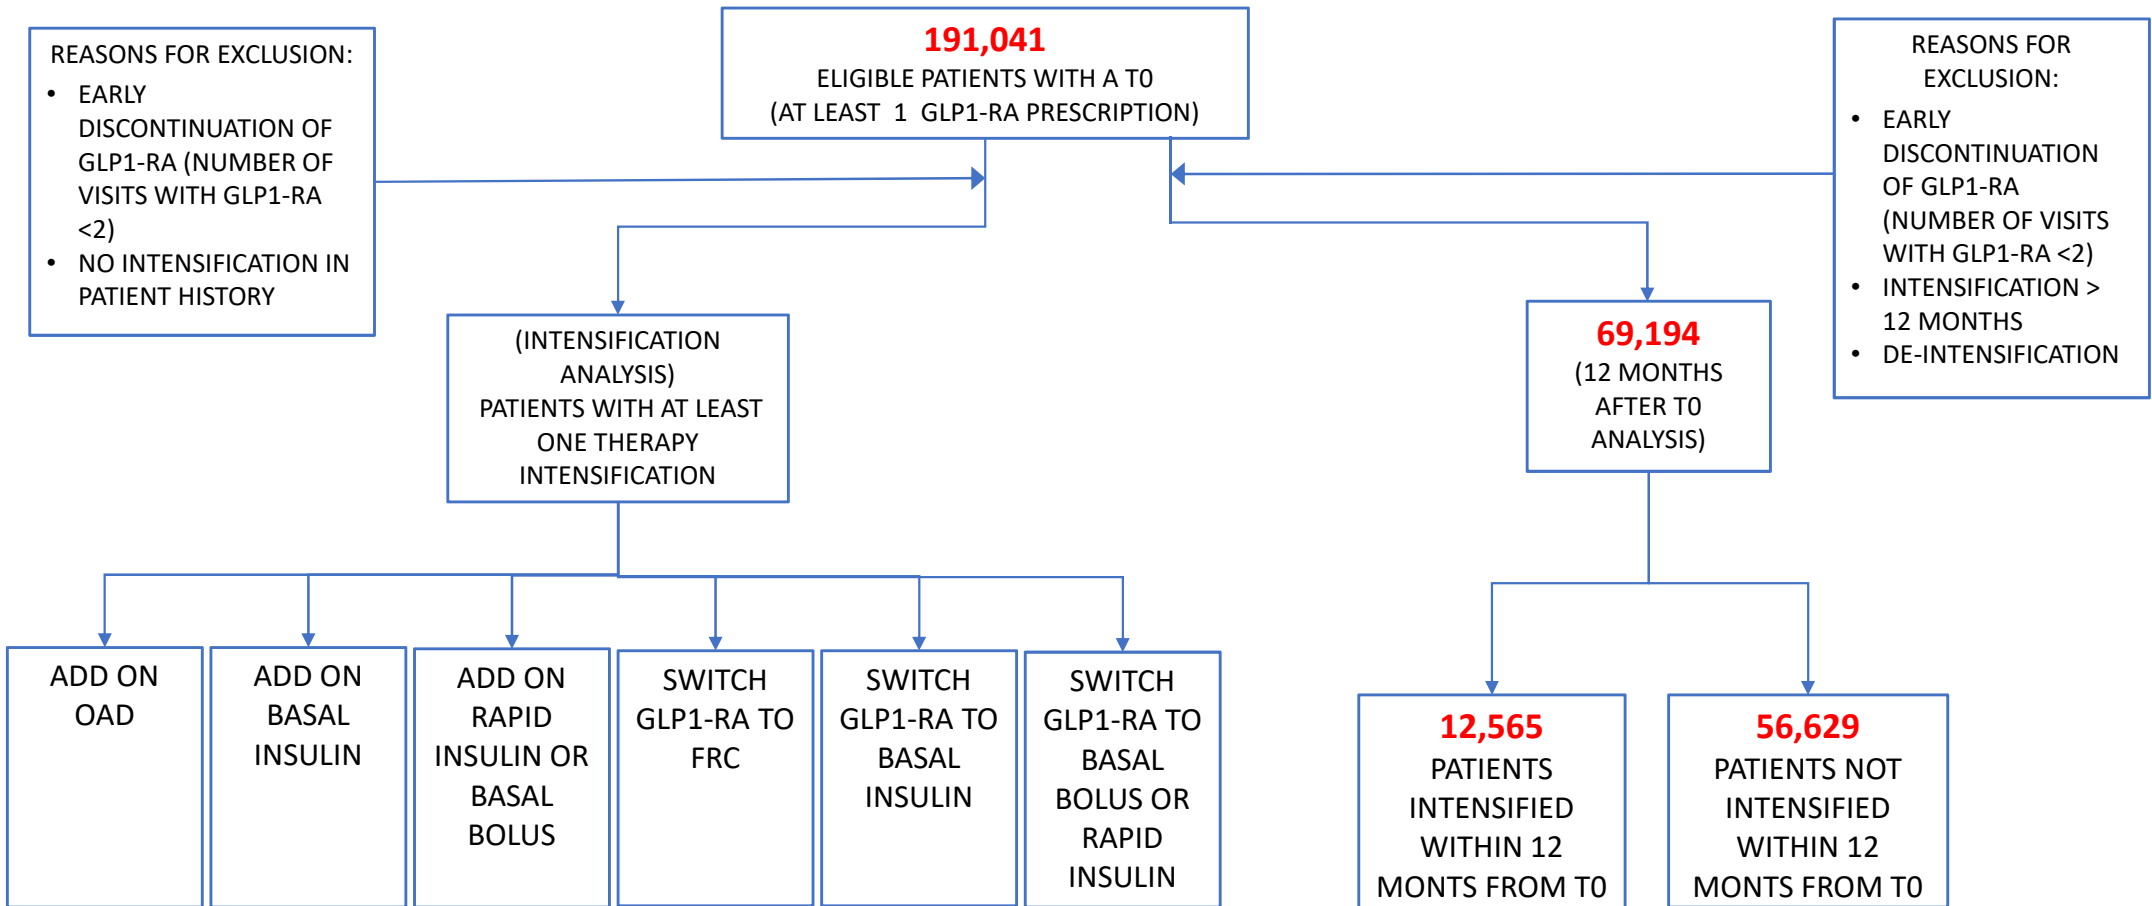 REASONS FOR EXCLUSION:
• EARLY
DISCONTINUATION OF
GLP1-RA (NUMBER OF
VISITS WITH GLP1-RA
<2)
• NO INTENSIFICATION IN
PATIENT HISTORY
191,041
ELIGIBLE PATIENTS WITH A T0
(AT LEAST 1 GLP1-RA PRESCRIPTION)
REASONS FOR
EXCLUSION:
• EARLY
DISCONTINUATION
OF GLP1-RA
(NUMBER OF VISITS
WITH GLP1-RA <2)
• INTENSIFICATION >
12 MONTHS
• DE-INTENSIFICATION
(INTENSIFICATION
ANALYSIS)
PATIENTS WITH AT LEAST
ONE THERAPY
INTENSIFICATION
69,194
(12 MONTHS
AFTER T0
ANALYSIS)
ADD ON
OAD
ADD ON
BASAL
INSULIN
ADD ON
RAPID
INSULIN OR
BASAL
BOLUS
SWITCH
GLP1-RA TO
FRC
SWITCH
GLP1-RA TO
BASAL
INSULIN
SWITCH
GLP1-RA TO
BASAL
BOLUS OR
RAPID
INSULIN
12,565
PATIENTS
INTENSIFIED
WITHIN 12
MONTS FROM T0
56,629
PATIENTS NOT
INTENSIFIED
WITHIN 12
MONTS FROM T0